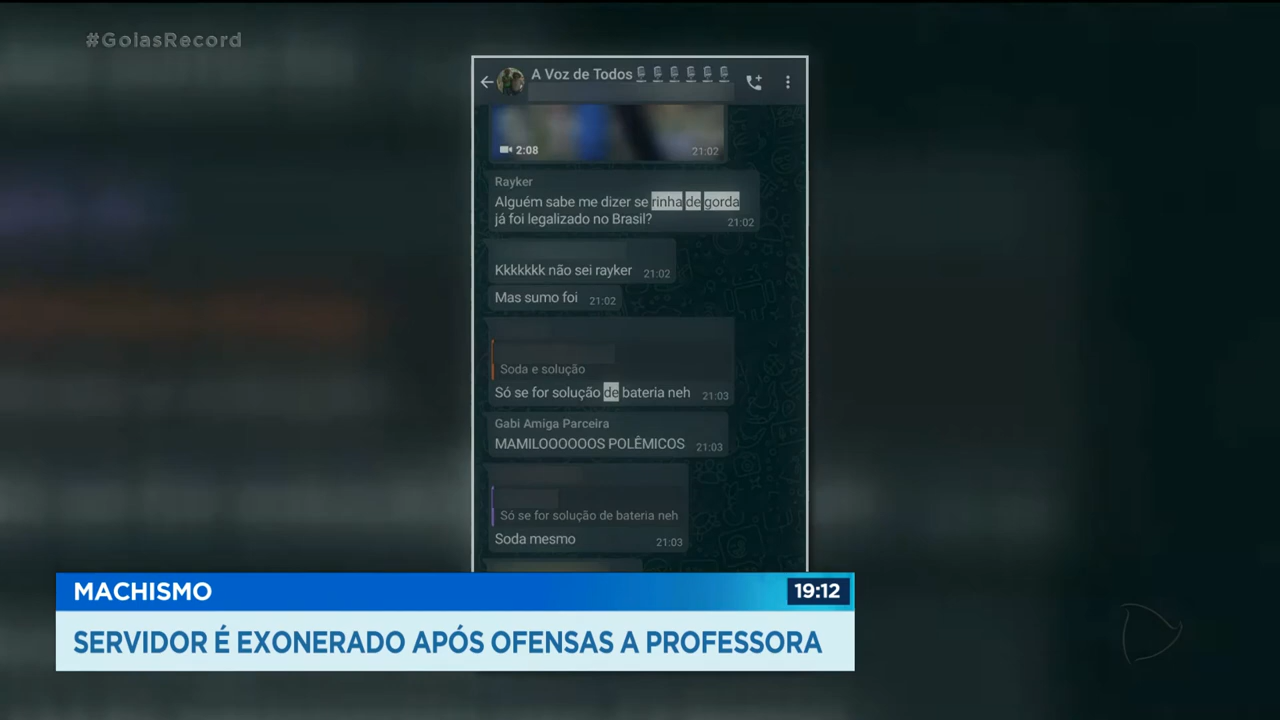 #GoiasRecord
A Voz de Todos
2:08
21:02
Rayker
Alguém sabe me dizer se rinha de gorda
já foi legalizado no Brasil?
21:02
Kkkkkkk não sei rayker 21:02
Mas sumo foi 21:02
Soda e solução
Só se for solução de bateria neh 21:03
Gabi Amiga Parceira
MAMILOOOOOOS POLÊMICOS 21:03
Só se for solução de bateria neh
Soda mesmo 21:03
MACHISMO
19:12
SERVIDOR É EXONERADO APÓS OFENSAS A PROFESSORA